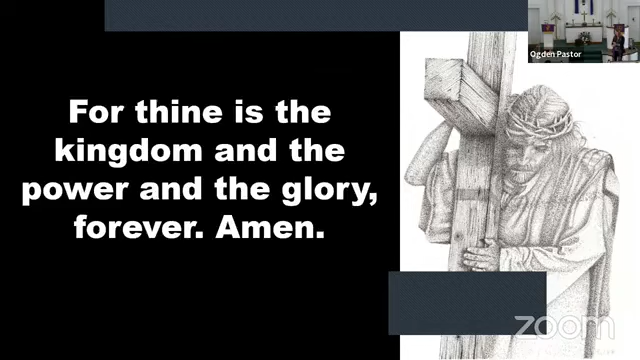 Ogden Pastor
For thine is the
kingdom and the
power and the glory,
forever. Amen.
zoom